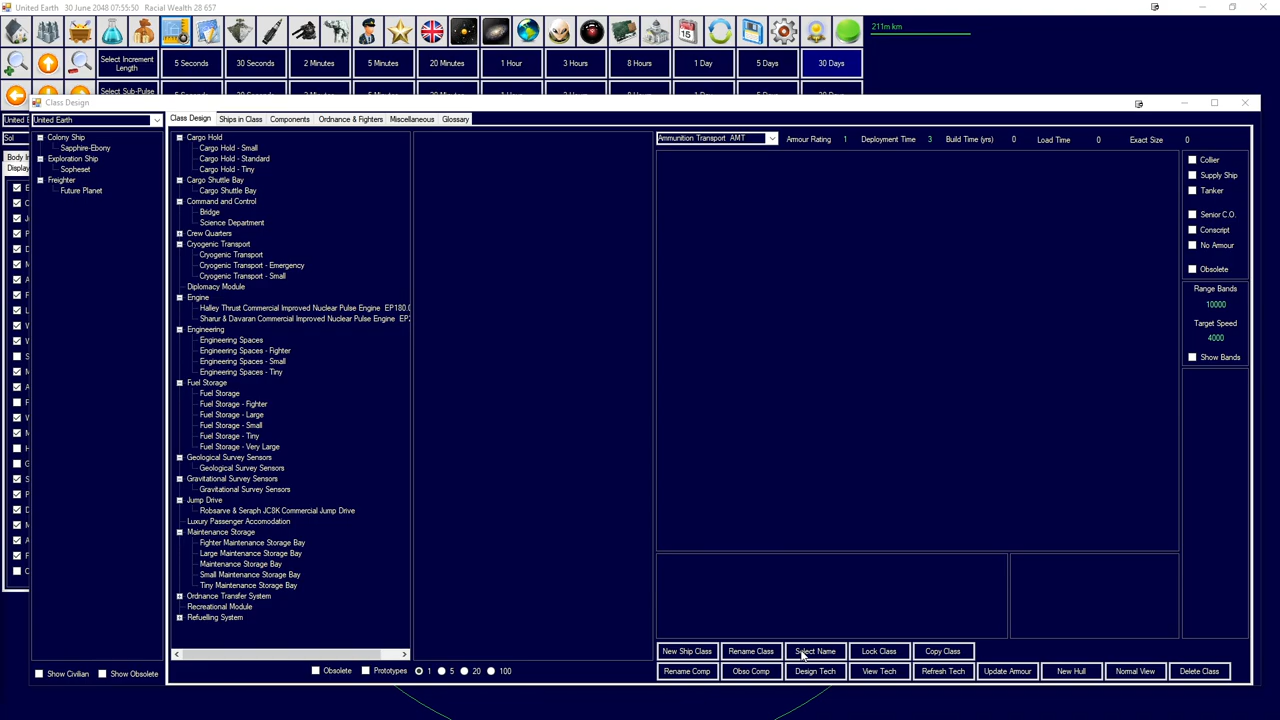 United Earth    30 June 2048 07:55:50    Racial Wealth 28 657
211m km
Select Increment Length
5 Seconds
30 Seconds
2 Minutes
5 Minutes
20 Minutes
1 Hour
3 Hours
8 Hours
1 Day
5 Days
30 Days
Class Design
United Earth
Sol
Body In
Display
Colony Ship
Sapphire-Ebony
Exploration Ship
Sopheset
Freighter
Future Planet
Show Civilian
Show Obsolete
Class Design
Ships in Class
Components
Ordnance & Fighters
Miscellaneous
Glossary
Cargo Hold
Cargo Hold - Small
Cargo Hold - Standard
Cargo Hold - Tiny
Cargo Shuttle Bay
Cargo Shuttle Bay
Command and Control
Bridge
Science Department
Crew Quarters
Cryogenic Transport
Cryogenic Transport
Cryogenic Transport - Emergency
Cryogenic Transport - Small
Diplomacy Module
Engine
Halley Thrust Commercial Improved Nuclear Pulse Engine  EP180.0
Sharur & Davaran Commercial Improved Nuclear Pulse Engine  EP2
Engineering
Engineering Spaces
Engineering Spaces - Fighter
Engineering Spaces - Small
Engineering Spaces - Tiny
Fuel Storage
Fuel Storage
Fuel Storage - Fighter
Fuel Storage - Large
Fuel Storage - Small
Fuel Storage - Tiny
Fuel Storage - Very Large
Geological Survey Sensors
Geological Survey Sensors
Gravitational Survey Sensors
Gravitational Survey Sensors
Jump Drive
Robsarve & Seraph JC8K Commercial Jump Drive
Luxury Passenger Accomodation
Maintenance Storage
Fighter Maintenance Storage Bay
Large Maintenance Storage Bay
Maintenance Storage Bay
Small Maintenance Storage Bay
Tiny Maintenance Storage Bay
Ordnance Transfer System
Recreational Module
Refuelling System
Obsolete
Prototypes
1
5
20
100
Ammunition Transport  AMT
Amour Rating    1
Deployment Time    3
Build Time (yrs)    0
Load Time    0
Exact Size    0
Collier
Supply Ship
Tanker
Senior C.O.
Conscript
No Armour
Obsolete
Range Bands
10000
Target Speed
4000
Show Bands
New Ship Class
Rename Class
Select Name
Lock Class
Copy Class
Rename Comp
Obso Comp
Design Tech
View Tech
Refresh Tech
Update Armour
New Hull
Normal View
Delete Class